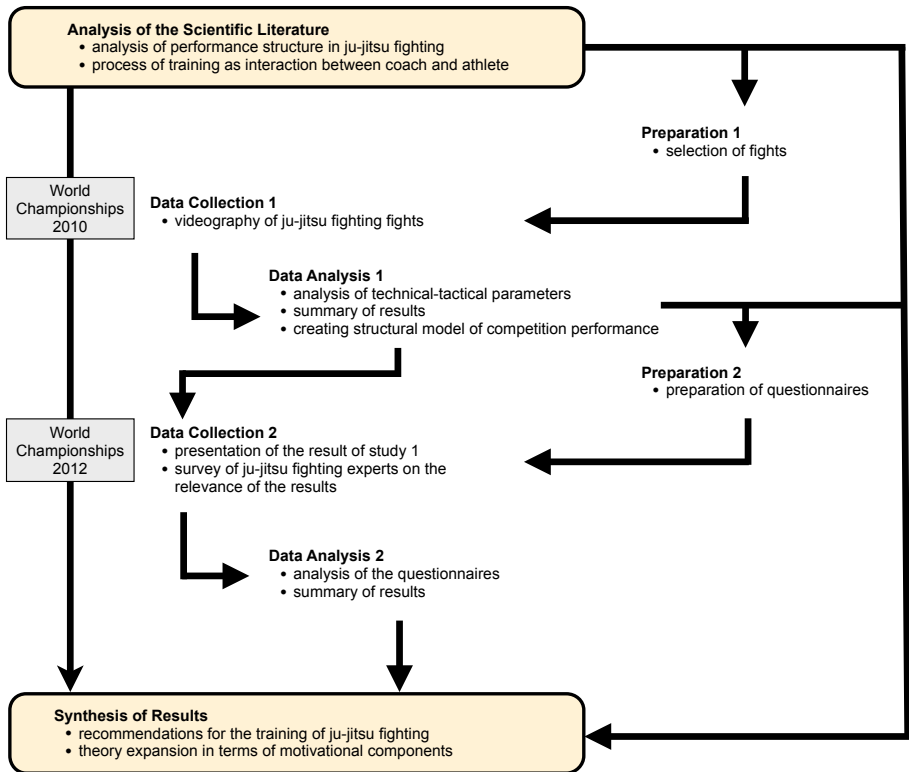 Analysis of the Scientific Literature
• analysis of performance structure in ju-jitsu fighting
• process of training as interaction between coach and athlete
Preparation 1
• selection of fights
World
Championships
2010
Data Collection 1
• videography of ju-jitsu fighting fights
Data Analysis 1
• analysis of technical-tactical parameters
• summary of results
• creating structural model of competition performance
Preparation 2
• preparation of questionnaires
World
Championships
2012
Data Collection 2
• presentation of the result of study 1
• survey of ju-jitsu fighting experts on the
relevance of the results
Data Analysis 2
• analysis of the questionnaires
• summary of results
Synthesis of Results
• recommendations for the training of ju-jitsu fighting
• theory expansion in terms of motivational components